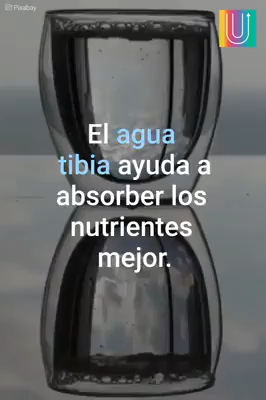 Pixabay
U
El agua
tibia ayuda a
absorber los
nutrientes
mejor.